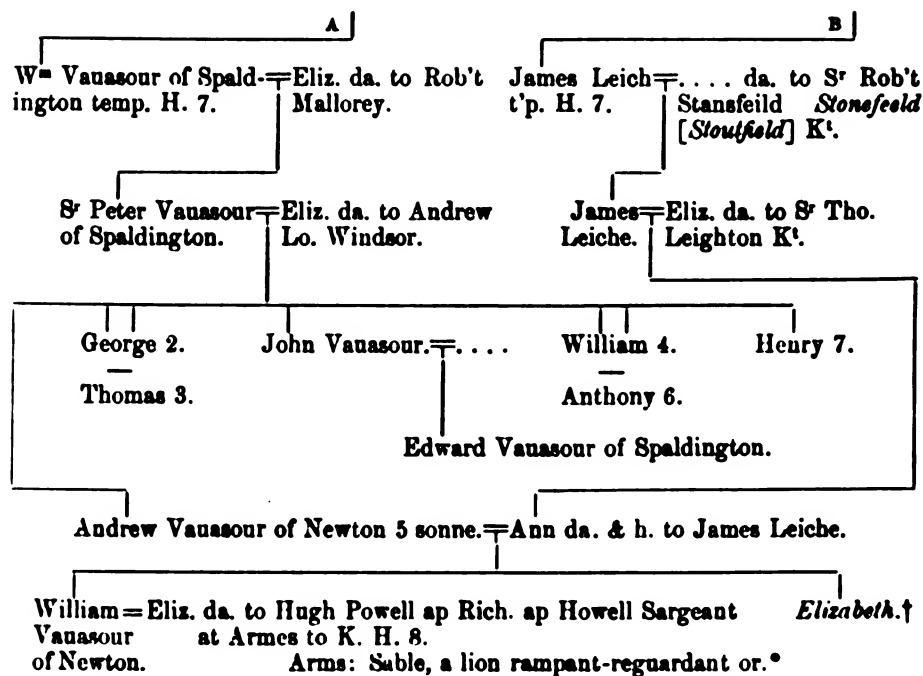 A B
Wm Vauasour of Spald-=Eliz. da. to Rob't James Leich=. . . . da. to Sr Rob't
ington temp. H. 7. Mallorey. t'p. H. 7. Stansfeild Stonefeeld
[Stoutfield] Kt.
Sr Peter Vauasour=Eliz. da. to Andrew James=Eliz. da. to Sr Tho.
of Spaldington. Lo. Windsor. Leiche. Leighton Kt.
George 2. John Vauasour.=. . . . William 4. Henry 7.
Thomas 3. Anthony 6.
Edward Vauasour of Spaldington.
Andrew Vauasour of Newton 5 sonne.=Ann da. & h. to James Leiche.
William=Eliz. da. to Hugh Powell ap Rich. ap Howell Sargeant Elizabeth.†
Vauasour at Armes to K. H. 8.
of Newton. Arms: Sable, a lion rampant-reguardant or.*